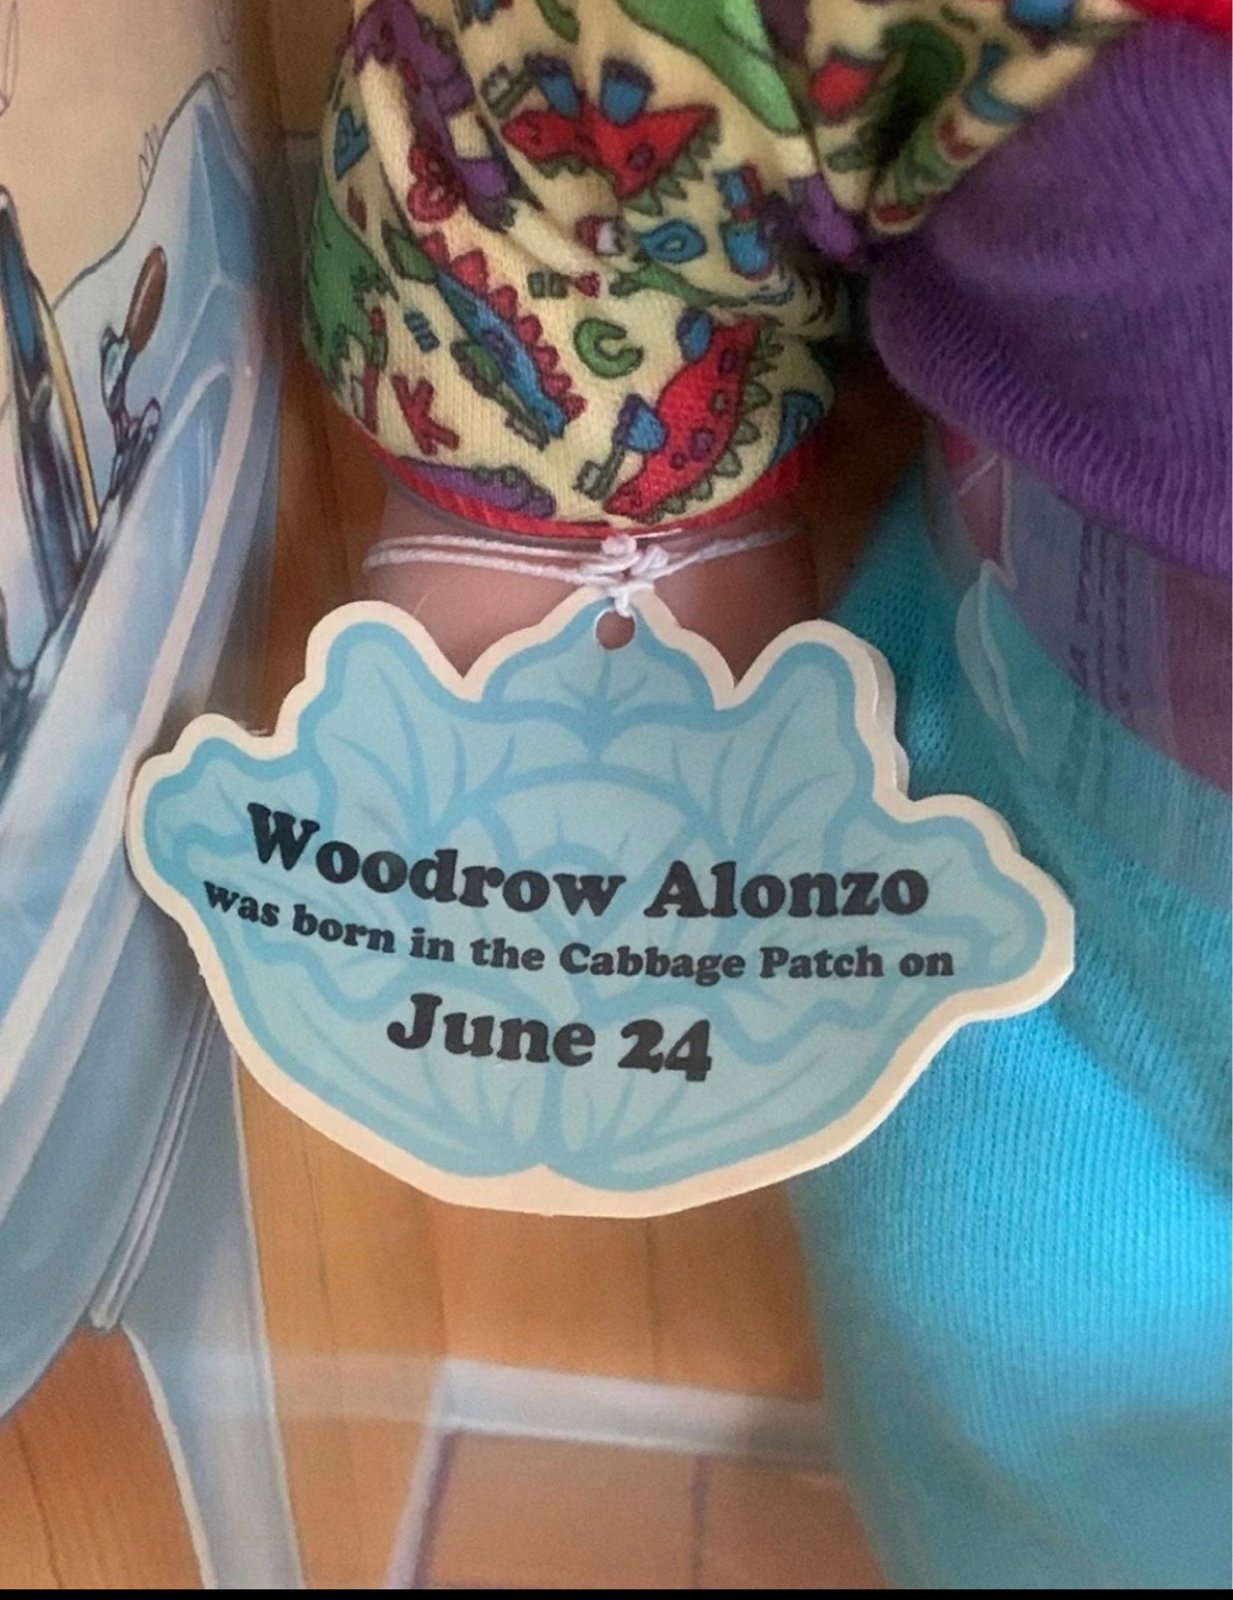 Woodrow Alonzo
was born in the Cabbage Patch on
June 24